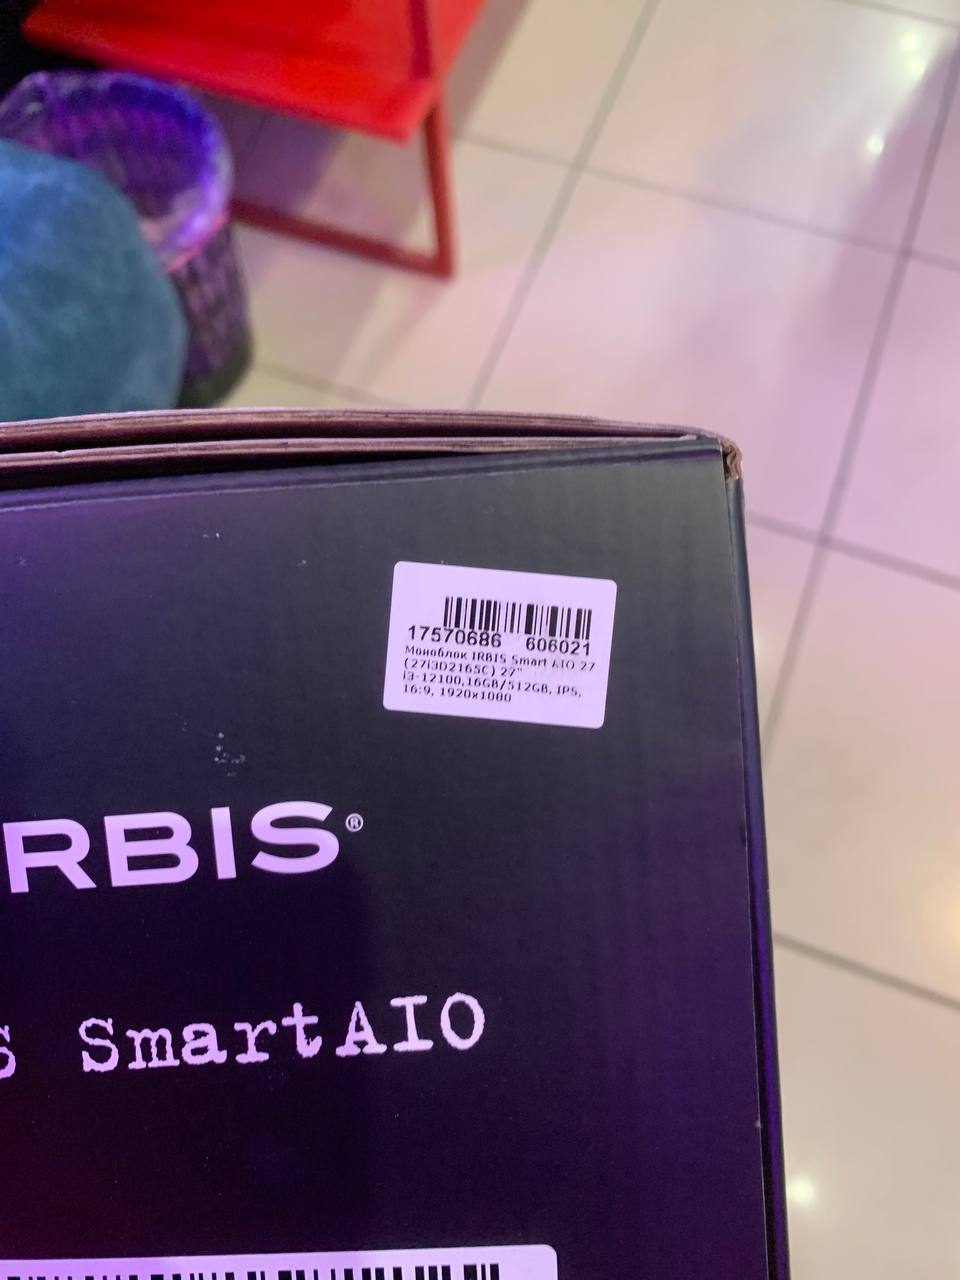 17570686 606021
Моноблок IRBIS Smart AIO 27
(27i3D2165C) 27"
i3-12100,16GB/512GB, IPS,
16:9, 1920x1080
RBIS®
S SmartAIO